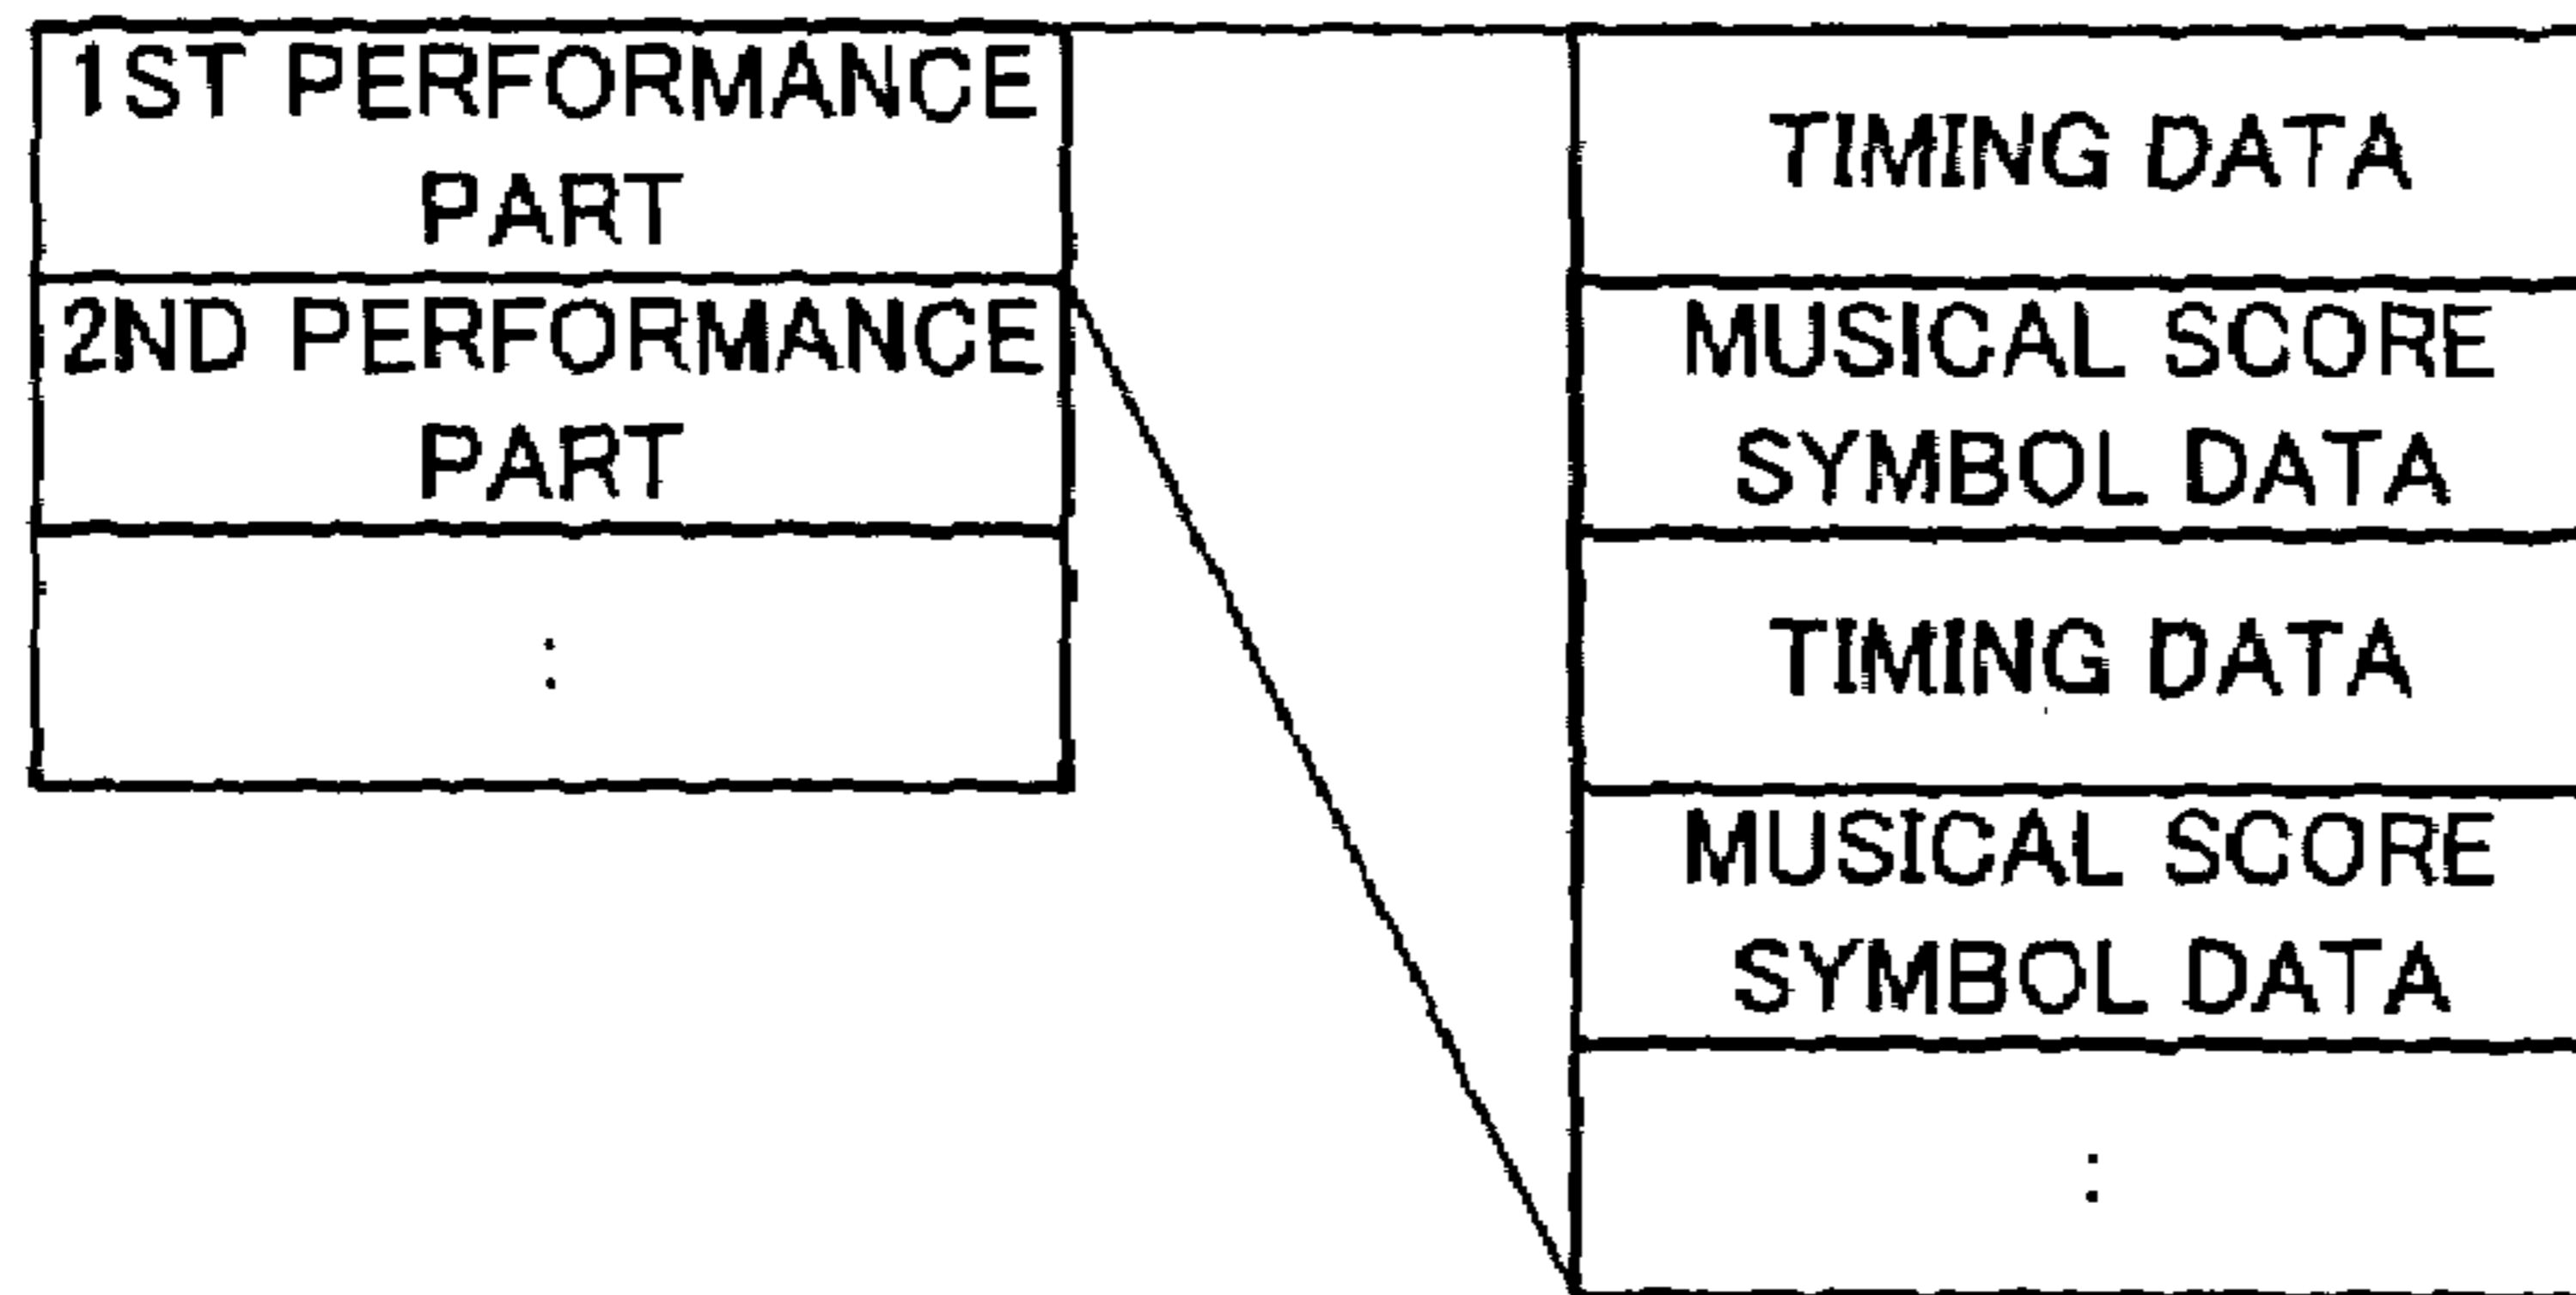 1ST PERFORMANCE
PART
2ND PERFORMANCE
PART
:
TIMING DATA
MUSICAL SCORE
SYMBOL DATA
TIMING DATA
MUSICAL SCORE
SYMBOL DATA
: